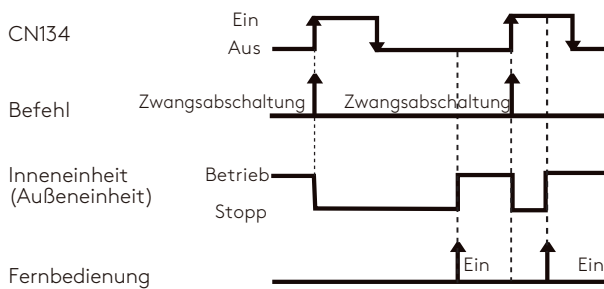 CN134
Ein
Aus
Befehl
Zwangsabschaltung Zwangsabschaltung
Inneneinheit
(Außeneinheit)
Betrieb
Stopp
Fernbedienung
Ein Ein